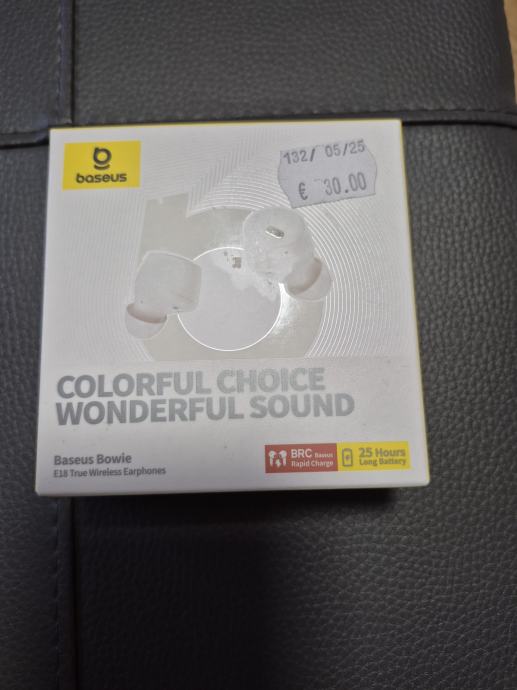 baseus
132/ 05/25
€ 30.00
COLORFUL CHOICE
WONDERFUL SOUND
Baseus Bowie
E18 True Wireless Earphones
BRC Baseus
Rapid Charge
25 Hours
Long Battery